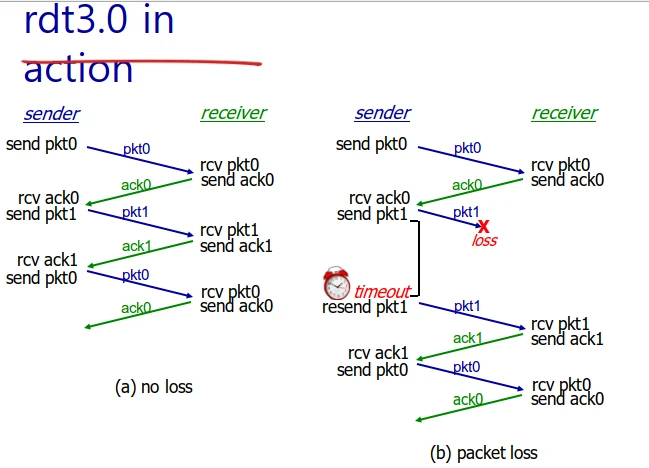 rdt3.0 in
action
sender
receiver
send pkt0
pkt0
rcv pkt0
send ack0
ack0
rcv ack0
send pkt1
pkt1
rcv pkt1
send ack1
ack1
rcv ack1
send pkt0
pkt0
rcv pkt0
send ack0
ack0
(a) no loss
sender
receiver
send pkt0
pkt0
rcv pkt0
send ack0
ack0
rcv ack0
send pkt1
pkt1
X
loss
timeout
resend pkt1
pkt1
rcv pkt1
send ack1
ack1
rcv ack1
send pkt0
pkt0
rcv pkt0
send ack0
ack0
(b) packet loss